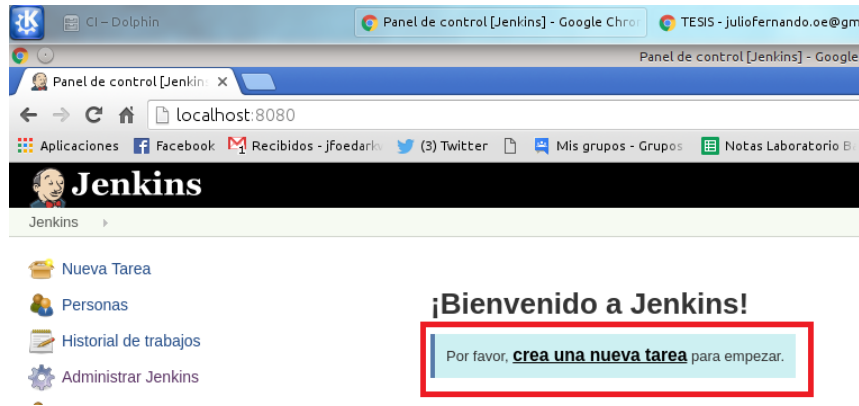 CI – Dolphin
Panel de control [Jenkins] - Google Chro
TESIS - juliofernando.oe@gm
Panel de control [Jenkins] - Google
Panel de control [Jenkin
localhost:8080
Aplicaciones Facebook Recibidos - jfoedark (3) Twitter Mis grupos - Grupos Notas Laboratorio B
Jenkins
Jenkins
Nueva Tarea
Personas
Historial de trabajos
Administrar Jenkins
¡Bienvenido a Jenkins!
Por favor, crea una nueva tarea para empezar.